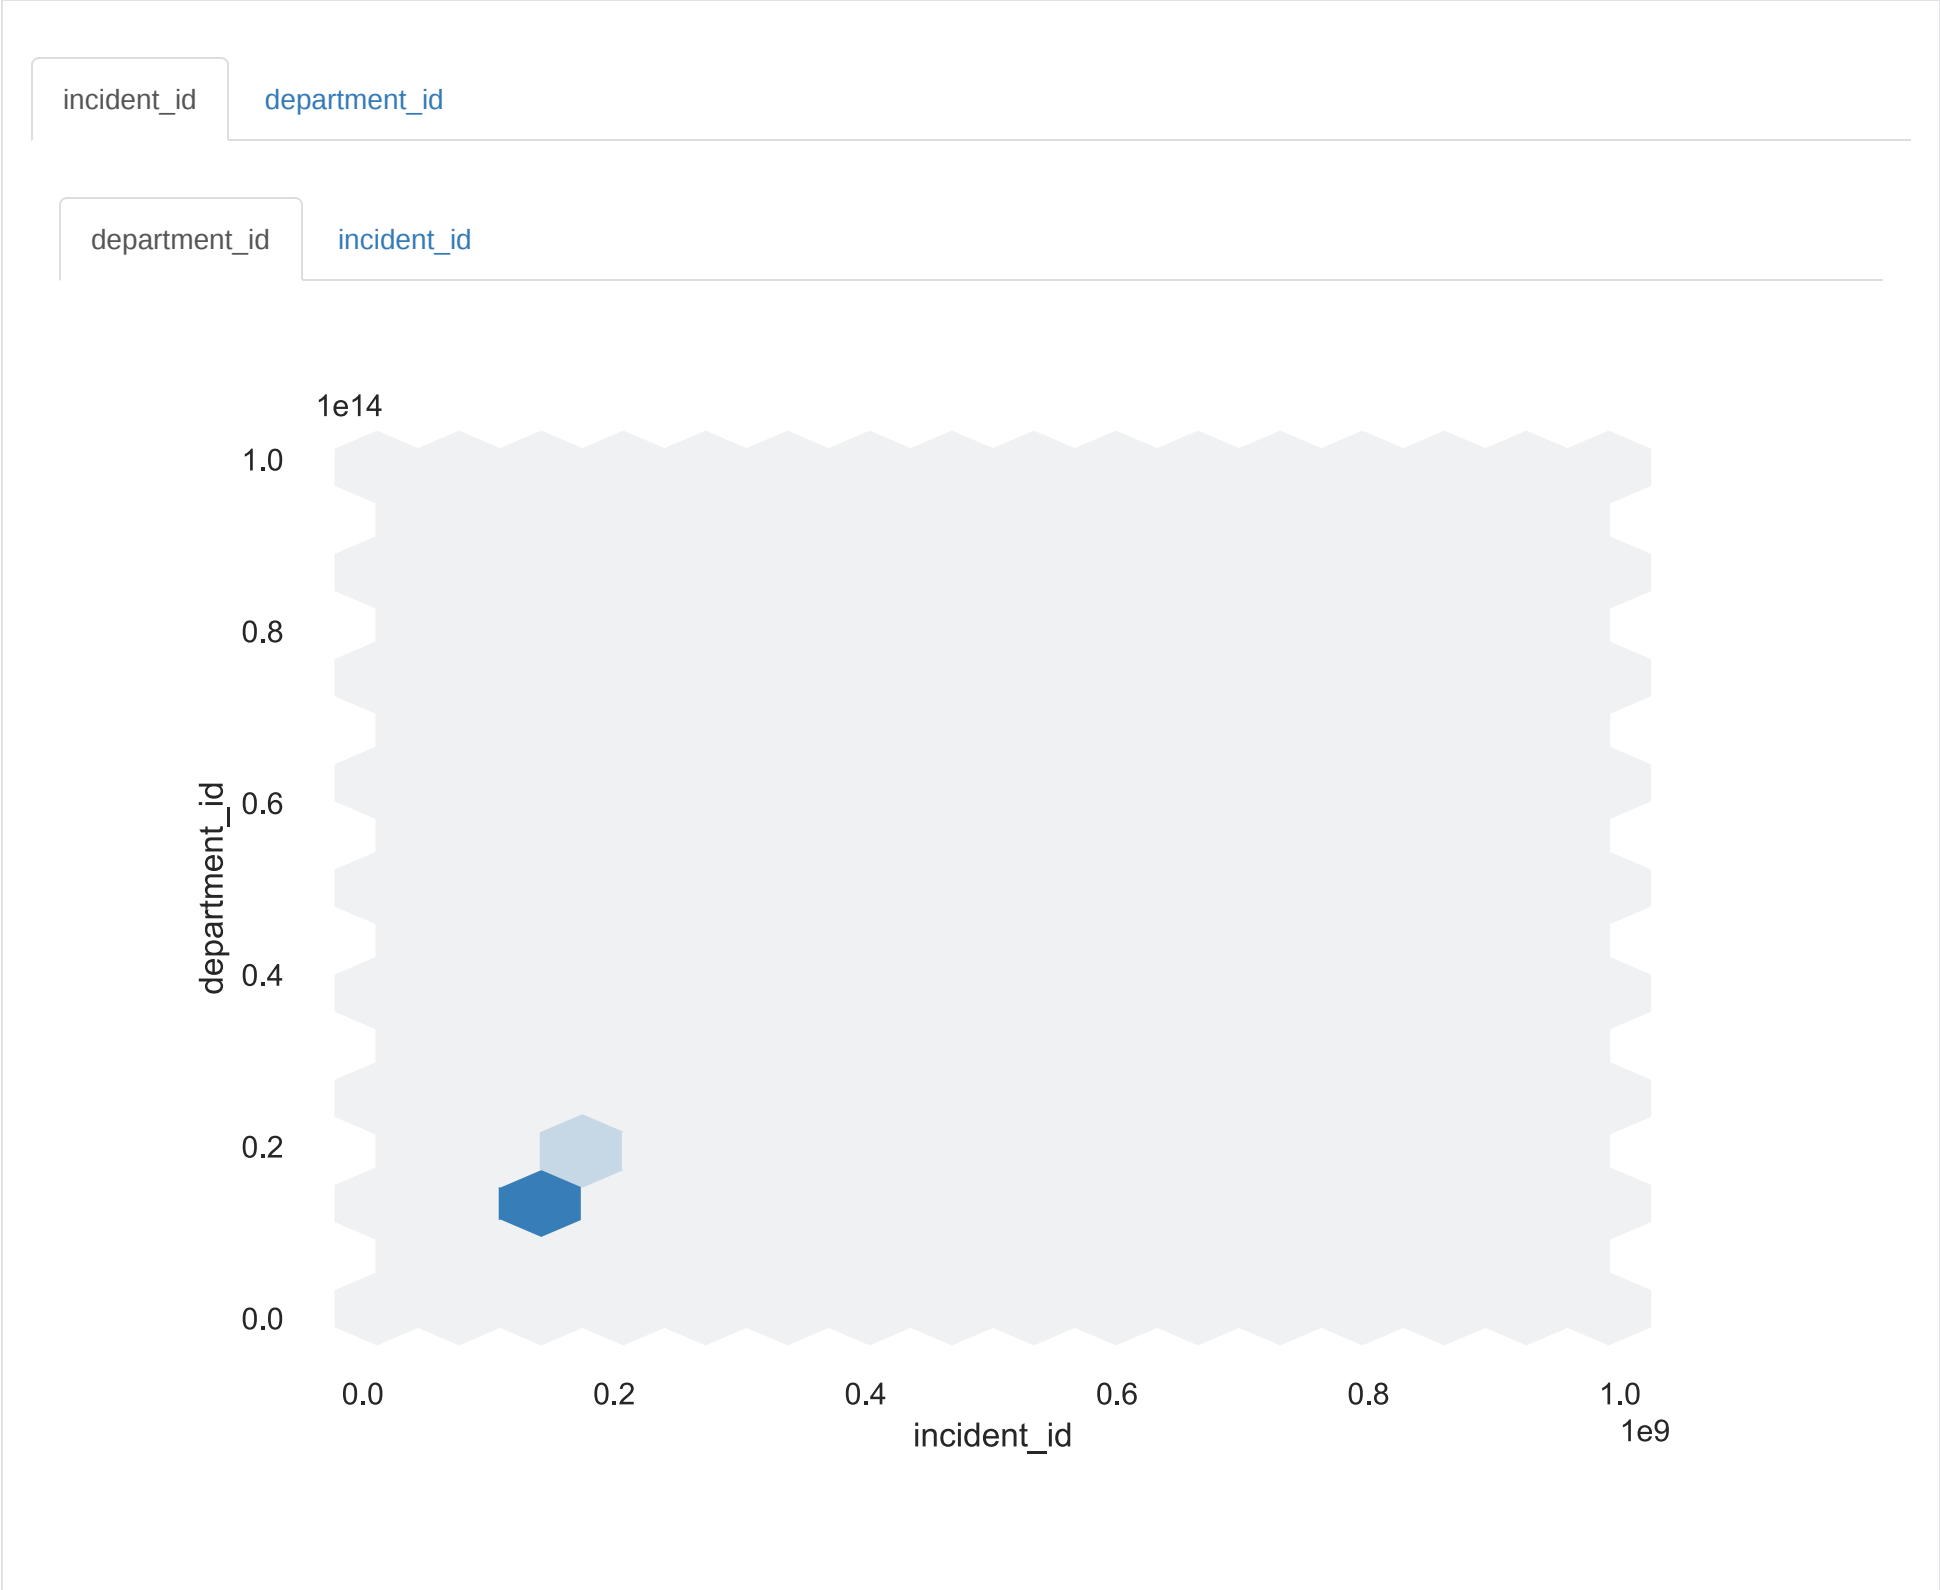 incident_id department_id
department_id incident_id
1e14
1.0
0.8
0.6
0.4
0.2
0.0
department_id
0.0 0.2 0.4 0.6 0.8 1.0
1e9
incident_id